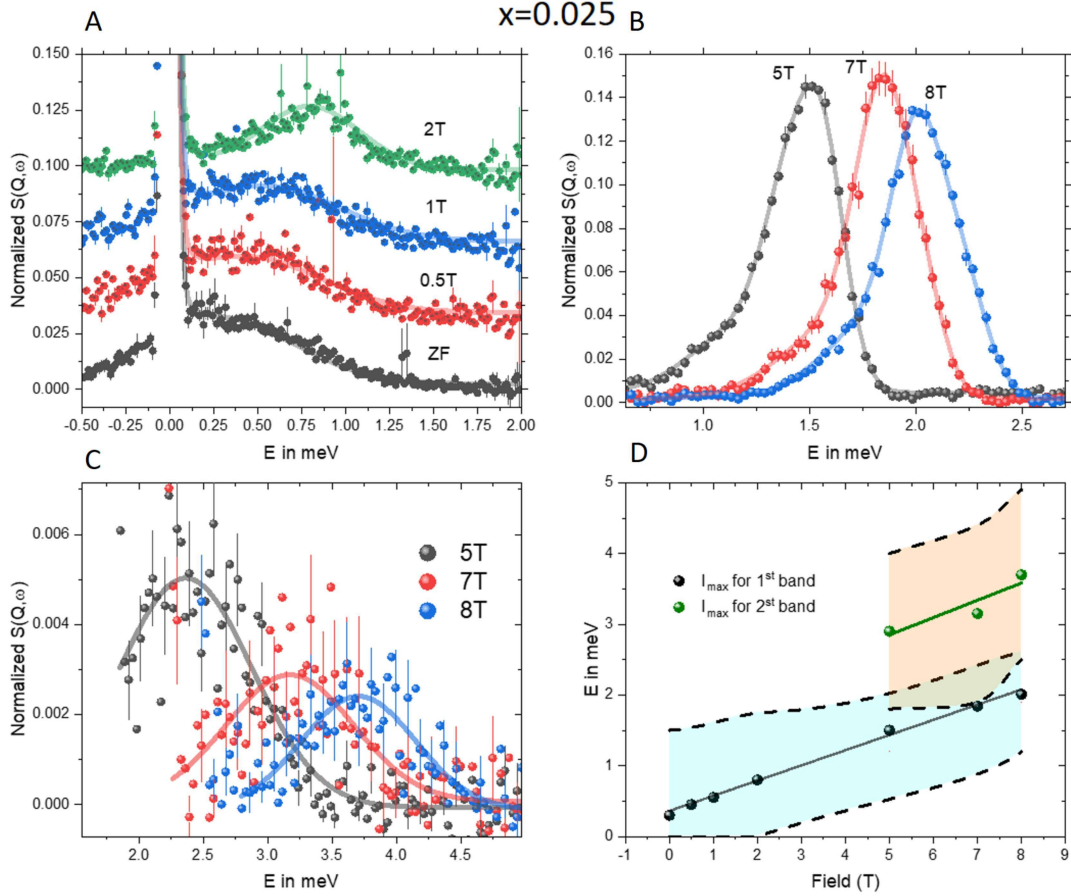 x=0.025
A
0.150
0.125
0.100
0.075
0.050
0.025
0.000
Normalized S(Q,ω)
2T
1T
0.5T
ZF
-0.50 -0.25 0.00 0.25 0.50 0.75 1.00 1.25 1.50 1.75 2.00
E in meV
B
0.16
0.14
0.12
0.10
0.08
0.06
0.04
0.02
0.00
Normalized S(Q,ω)
5T
7T
8T
1.0 1.5 2.0 2.5
E in meV
C
0.006
0.004
0.002
0.000
Normalized S(Q,ω)
5T
7T
8T
2.0 2.5 3.0 3.5 4.0 4.5
E in meV
D
5
4
3
2
1
0
E in meV
Imax for 1st band
Imax for 2st band
-1 0 1 2 3 4 5 6 7 8 9
Field (T)